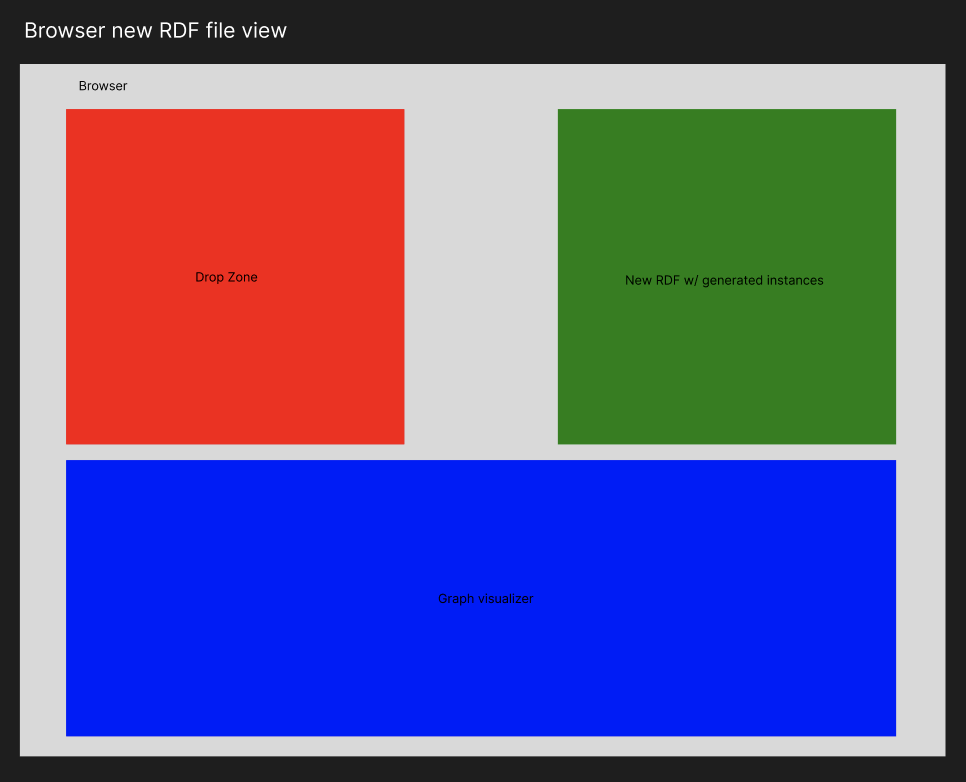 Browser new RDF file view
Browser
Drop Zone
New RDF w/ generated instances
Graph visualizer